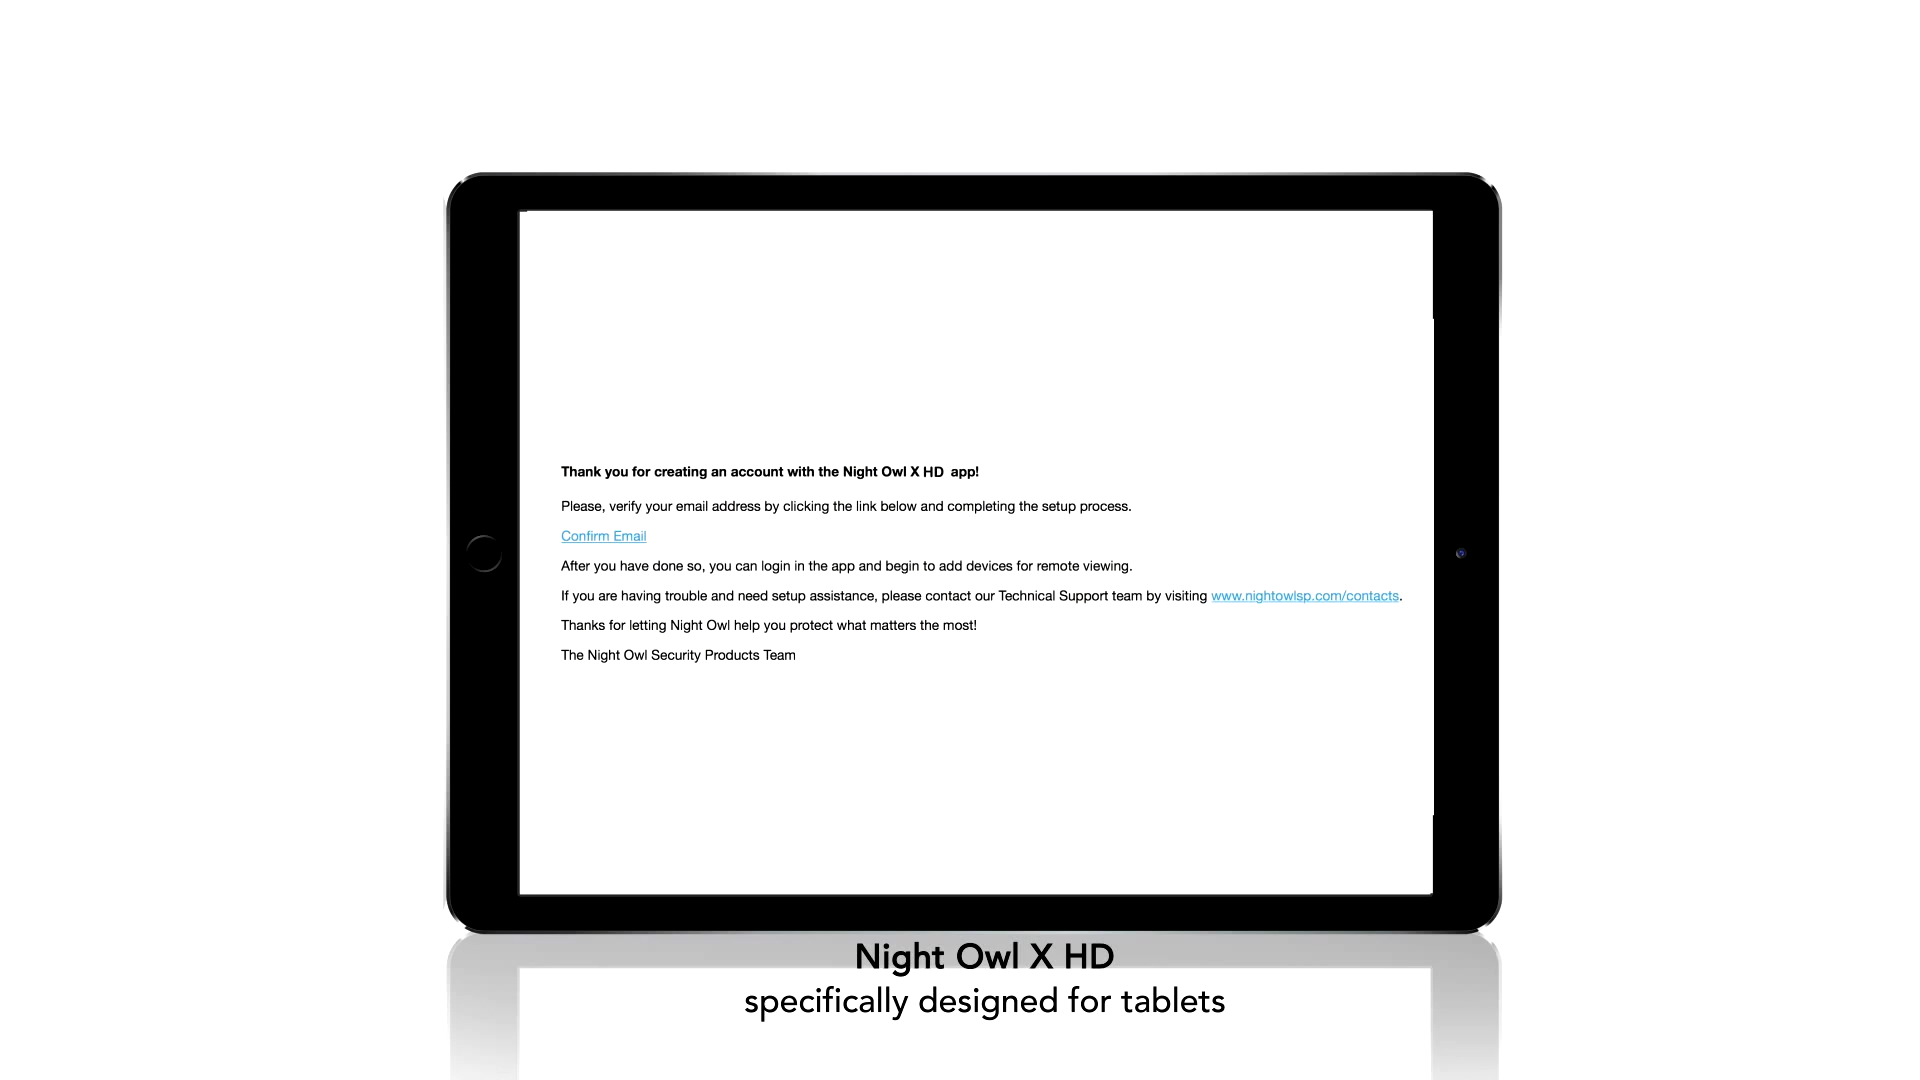 Thank you for creating an account with the Night Owl X HD app!
Please, verify your email address by clicking the link below and completing the setup process.
Confirm Email
After you have done so, you can login in the app and begin to add devices for remote viewing.
If you are having trouble and need setup assistance, please contact our Technical Support team by visiting www.nightowlsp.com/contacts.
Thanks for letting Night Owl help you protect what matters the most!
The Night Owl Security Products Team
Night Owl X HD
specifically designed for tablets